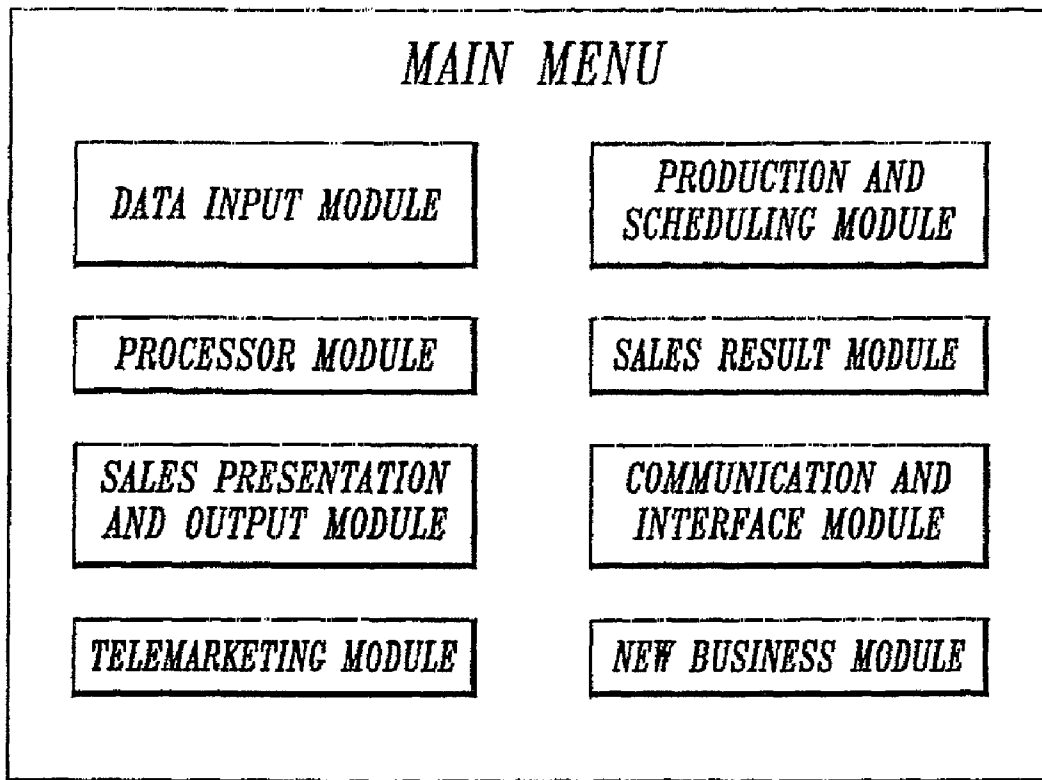 MAIN MENU
DATA INPUT MODULE
PRODUCTION AND
SCHEDULING MODULE
PROCESSOR MODULE
SALES RESULT MODULE
SALES PRESENTATION
AND OUTPUT MODULE
COMMUNICATION AND
INTERFACE MODULE
TELEMARKETING MODULE
NEW BUSINESS MODULE